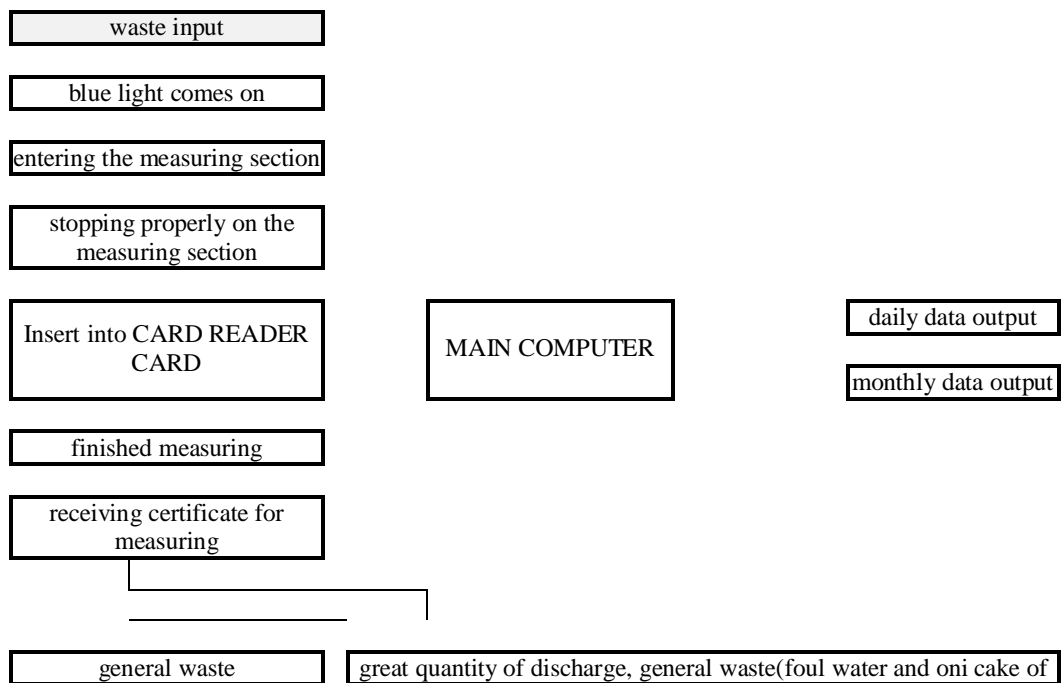 waste input
blue light comes on
entering the measuring section
stopping properly on the
measuring section
Insert into CARD READER
CARD
MAIN COMPUTER
daily data output
monthly data output
finished measuring
receiving certificate for
measuring
general waste
great quantity of discharge, general waste(foul water and oni cake of